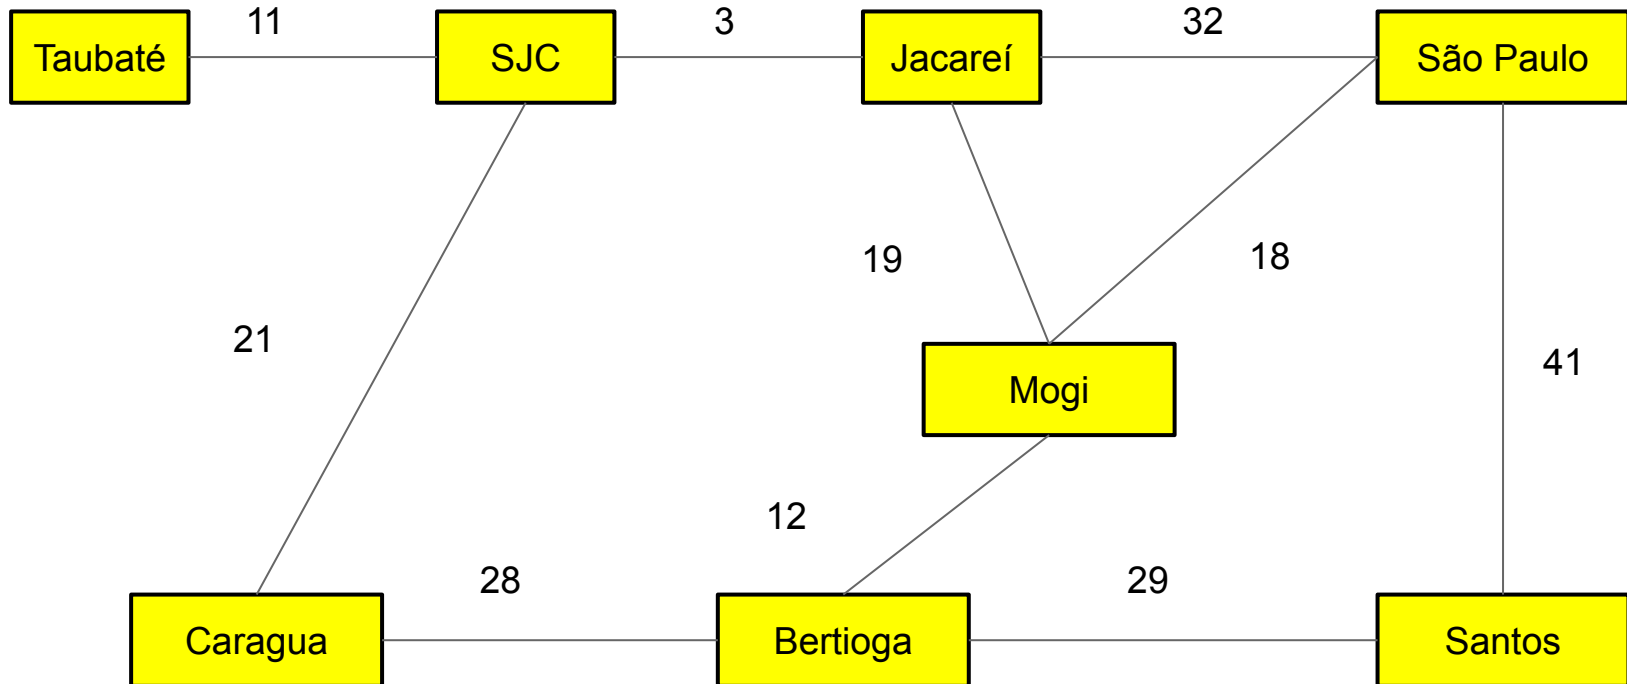 11
3
32
Taubaté
SJC
Jacareí
São Paulo
19
18
21
41
Mogi
12
28
29
Caragua
Bertioga
Santos